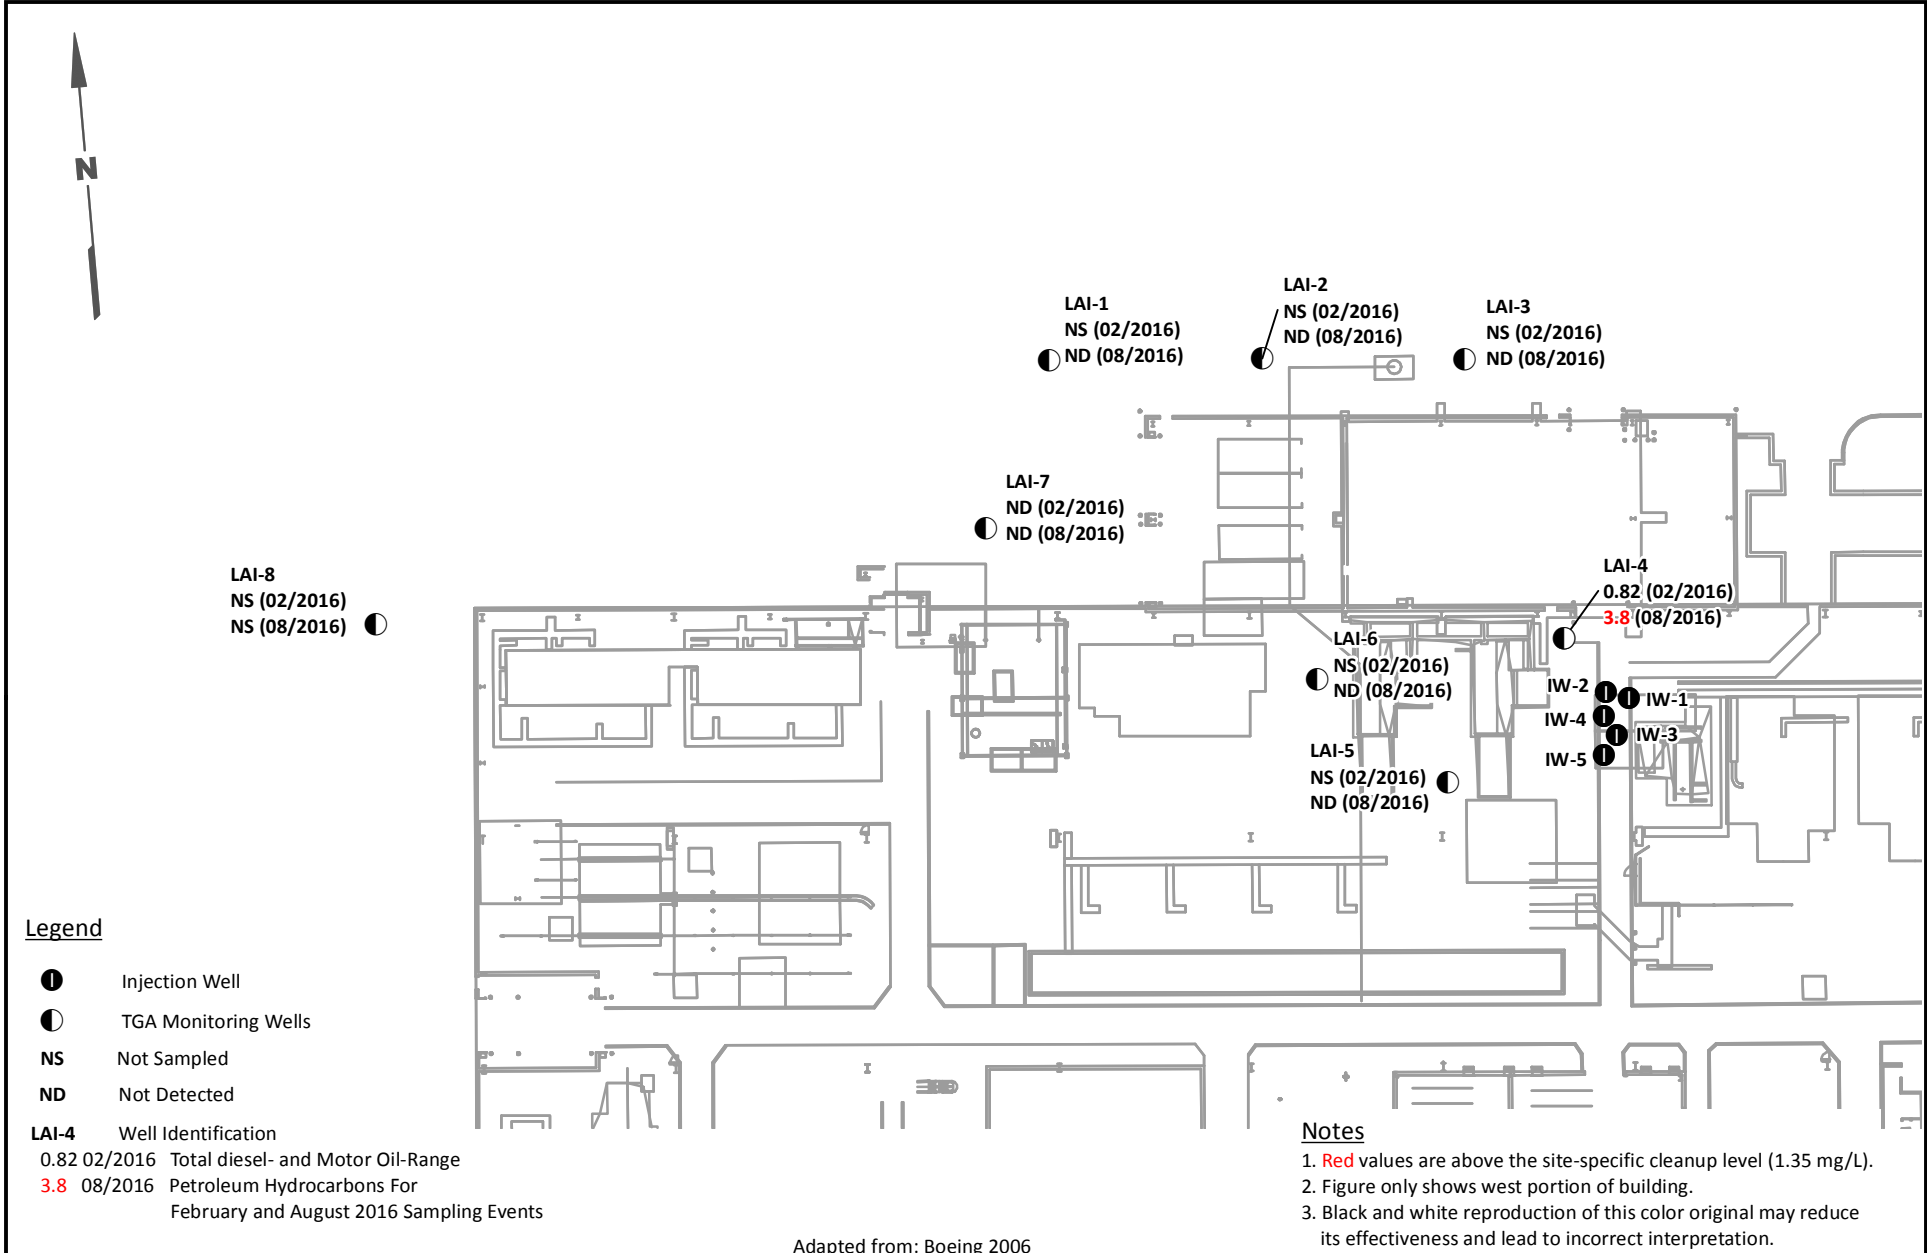 N
LAI-1
NS (02/2016)
ND (08/2016)
LAI-2
NS (02/2016)
ND (08/2016)
LAI-3
NS (02/2016)
ND (08/2016)
LAI-7
ND (02/2016)
ND (08/2016)
LAI-8
NS (02/2016)
NS (08/2016)
LAI-4
0.82 (02/2016)
3.8 (08/2016)
LAI-6
NS (02/2016)
ND (08/2016)
IW-2
IW-1
IW-4
IW-3
IW-5
LAI-5
NS (02/2016)
ND (08/2016)
Legend
Injection Well
TGA Monitoring Wells
NS Not Sampled
ND Not Detected
LAI-4 Well Identification
0.82 02/2016 Total diesel- and Motor Oil-Range
3.8 08/2016 Petroleum Hydrocarbons For
February and August 2016 Sampling Events
Notes
1. Red values are above the site-specific cleanup level (1.35 mg/L).
2. Figure only shows west portion of building.
3. Black and white reproduction of this color original may reduce
its effectiveness and lead to incorrect interpretation.
Adapted from: Boeing 2006